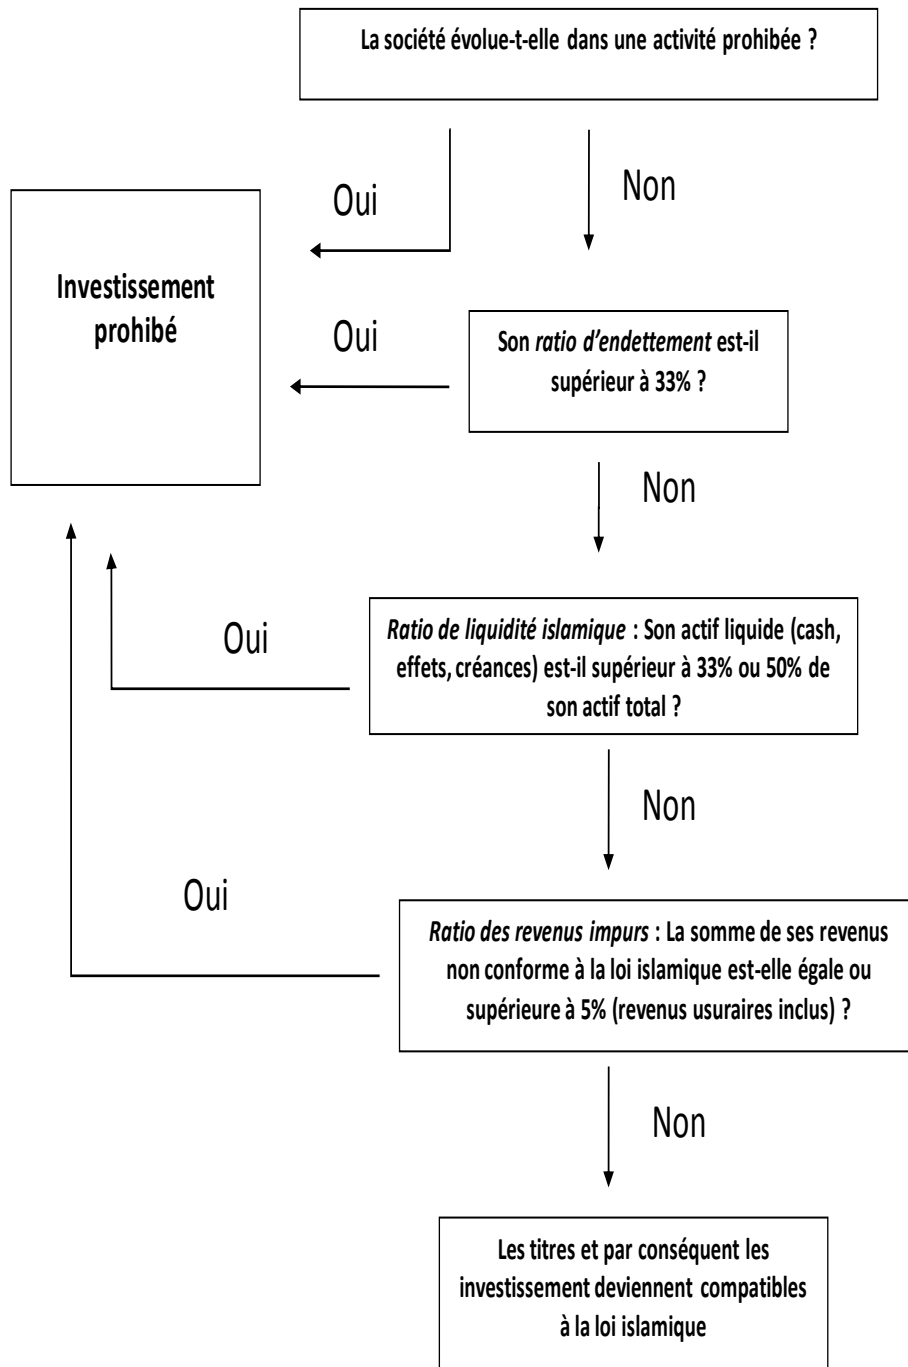 La société évolue-t-elle dans une activité prohibée ?
Oui
Non
Investissement
prohibé
Oui
Son ratio d’endettement est-il
supérieur à 33% ?
Non
Oui
Ratio de liquidité islamique : Son actif liquide (cash,
effets, créances) est-il supérieur à 33% ou 50% de
son actif total ?
Non
Oui
Ratio des revenus impurs : La somme de ses revenus
non conforme à la loi islamique est-elle égale ou
supérieure à 5% (revenus usuraires inclus) ?
Non
Les titres et par conséquent les
investissement deviennent compatibles
à la loi islamique